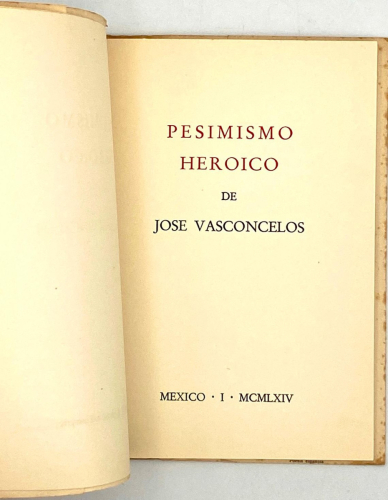 PESIMISMO
HEROICO
DE
JOSE VASCONCELOS
MEXICO · I · MCMLXIV